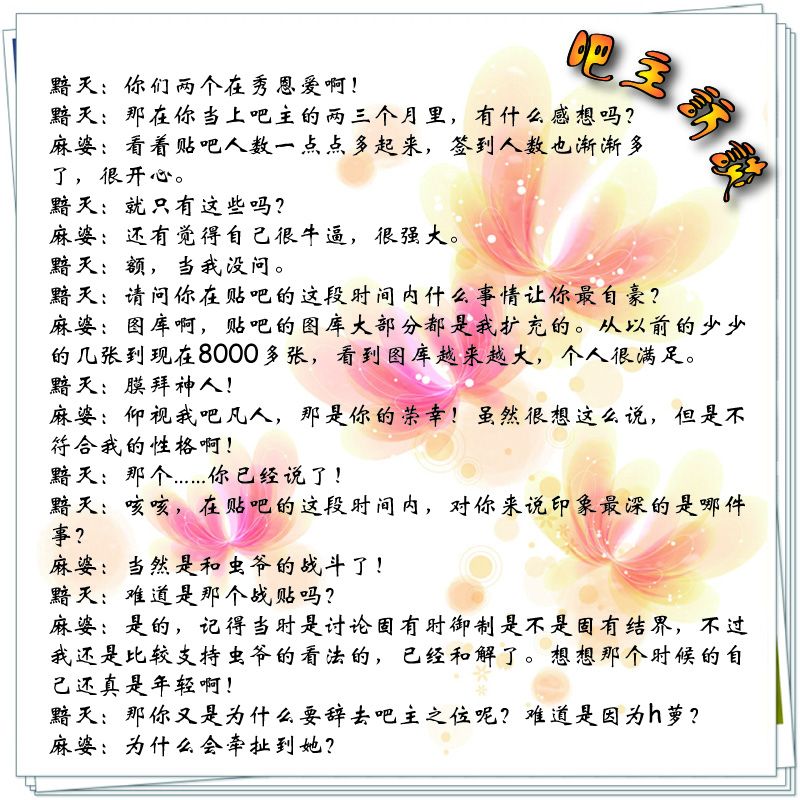 吧主访谈
黯天：你们两个在秀恩爱啊！
黯天：那在你当上吧主的两三个月里，有什么感想吗？
麻婆：看着贴吧人数一点点多起来，签到人数也渐渐多
了，很开心。
黯天：就只有这些吗？
麻婆：还有觉得自己很牛逼，很强大。
黯天：额，当我没问。
黯天：请问你在贴吧的这段时间内什么事情让你最自豪？
麻婆：图库啊，贴吧的图库大部分都是我扩充的。从以前的少少
的几张到现在8000多张，看到图库越来越大，个人很满足。
黯天：膜拜神人！
麻婆：仰视我吧凡人，那是你的荣幸！虽然很想这么说，但是不
符合我的性格啊！
黯天：那个……你已经说了！
黯天：咳咳，在贴吧的这段时间内，对你来说印象最深的是哪件
事？
麻婆：当然是和虫爷的战斗了！
黯天：难道是那个战贴吗？
麻婆：是的，记得当时是讨论固有时御制是不是固有结界，不过
我还是比较支持虫爷的看法的，已经和解了。想想那个时候的自
己还真是年轻啊！
黯天：那你又是为什么要辞去吧主之位呢？难道是因为h萝？
麻婆：为什么会牵扯到她？